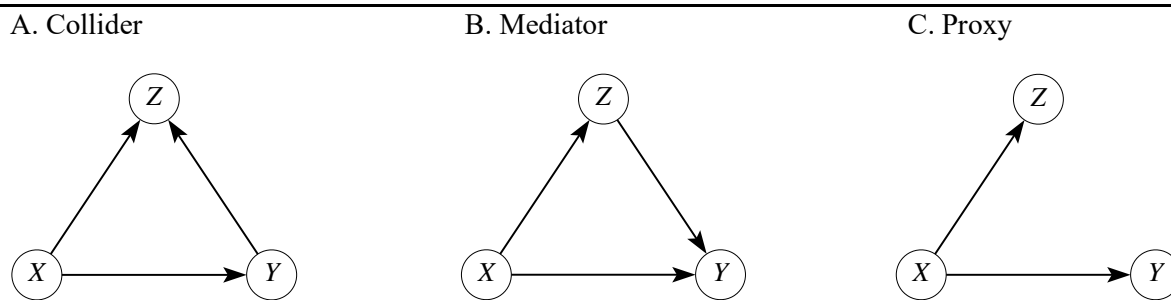 A. Collider B. Mediator C. Proxy
Z Z Z
X Y X Y X Y